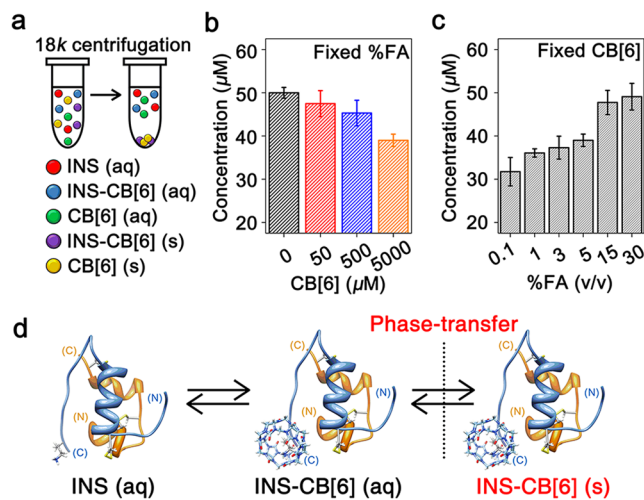 a
18k centrifugation
INS (aq)
INS-CB[6] (aq)
CB[6] (aq)
INS-CB[6] (s)
CB[6] (s)
b
Fixed %FA
Concentration (µM)
60
50
40
30
20
0
50
500
5000
CB[6] (µM)
c
Fixed CB[6]
Concentration (µM)
60
50
40
30
20
0.1
1
3
5
15
30
%FA (v/v)
d
Phase-transfer
(C)
(N)
(N)
(C)
INS (aq)
(C)
(N)
(N)
(C)
INS-CB[6] (aq)
(C)
(N)
(N)
(C)
INS-CB[6] (s)